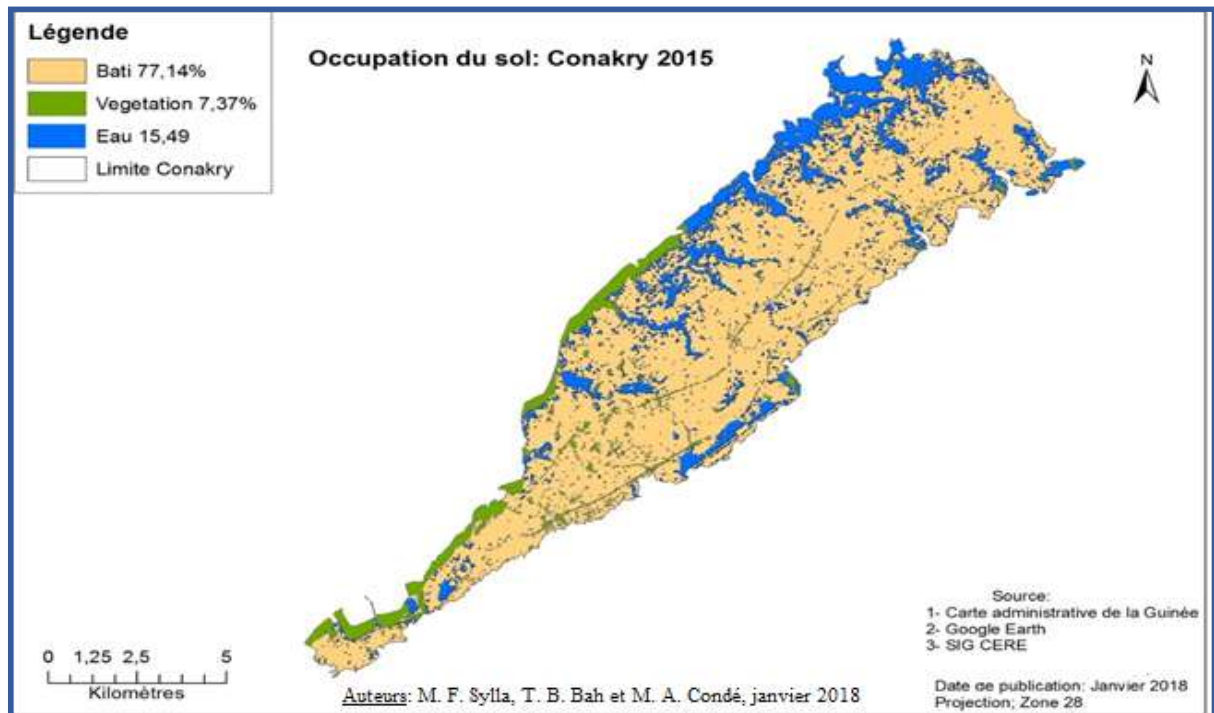 Légende
Bati 77,14%
Vegetation 7,37%
Eau 15,49
Limite Conakry
Occupation du sol: Conakry 2015
N
Source:
1- Carte administrative de la Guinée
2- Google Earth
3- SIG CERE
0 1,25 2,5 5
Kilomètres
Auteurs: M. F. Sylla, T. B. Bah et M. A. Condé, janvier 2018
Date de publication: Janvier 2018
Projection; Zone 28